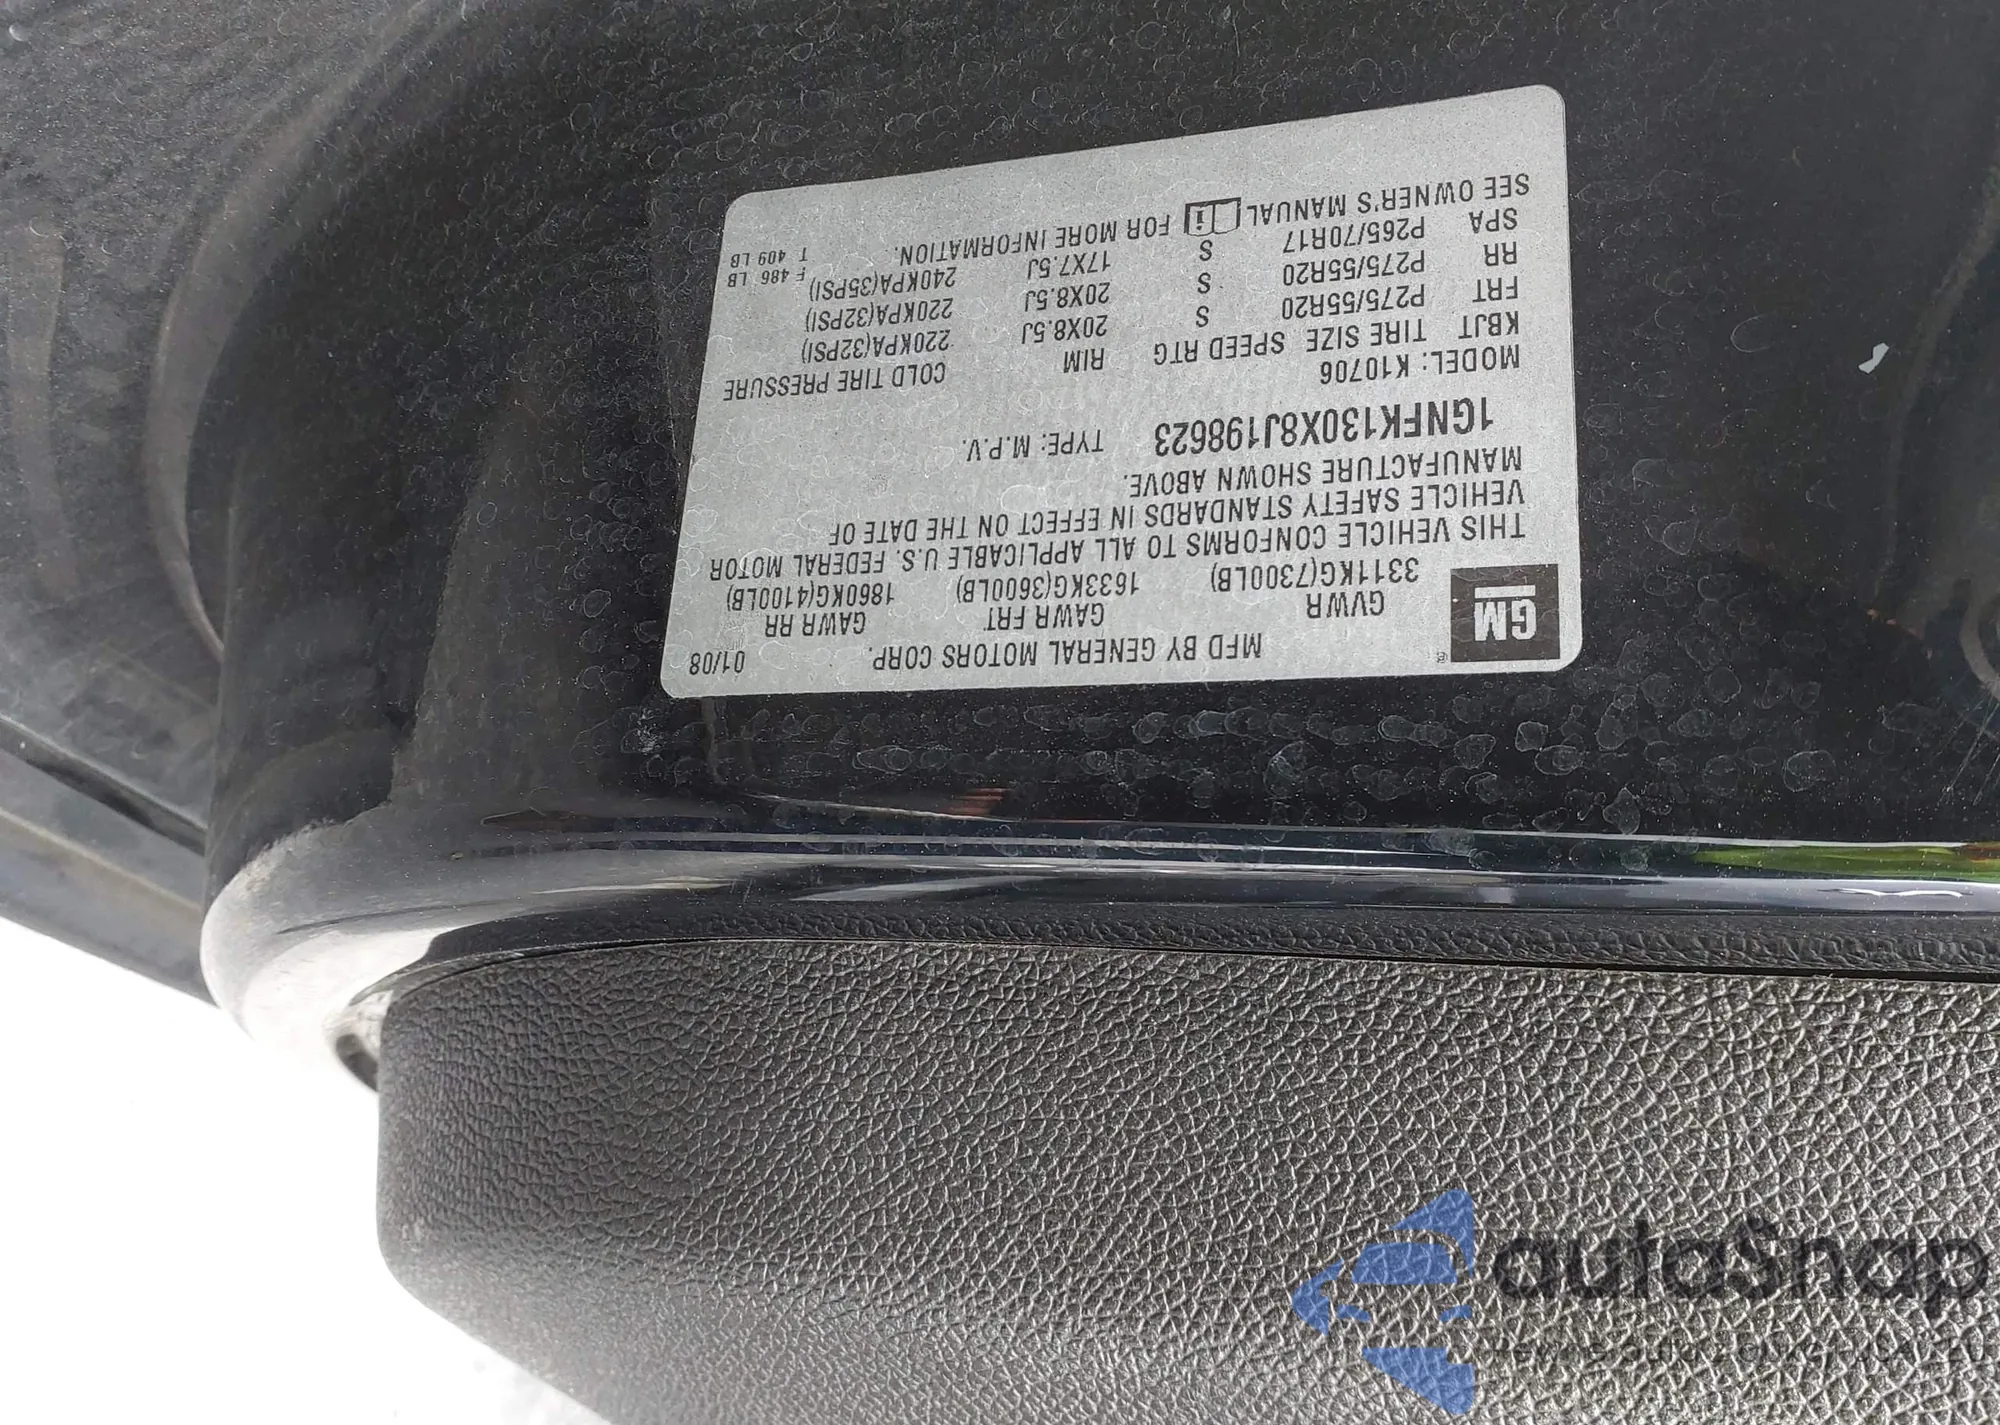 GM
MFD BY GENERAL MOTORS CORP. 01/08
GVWR GAWR FRT GAWR RR
3311KG(7300LB) 1633KG(3600LB) 1860KG(4100LB)
THIS VEHICLE CONFORMS TO ALL APPLICABLE U.S. FEDERAL MOTOR
VEHICLE SAFETY STANDARDS IN EFFECT ON THE DATE OF
MANUFACTURE SHOWN ABOVE.
1GNFK130X8J198623 TYPE: M.P.V.
MODEL: K10706
KBJT TIRE SIZE SPEED RTG RIM COLD TIRE PRESSURE
FRT P275/55R20 S 20X8.5J 220KPA(32PSI)
RR P275/55R20 S 20X8.5J 220KPA(32PSI)
SPA P265/70R17 S 17X7.5J 240KPA(35PSI) F 486 LB
SEE OWNER'S MANUAL FOR MORE INFORMATION. T 409 LB
autoSnap